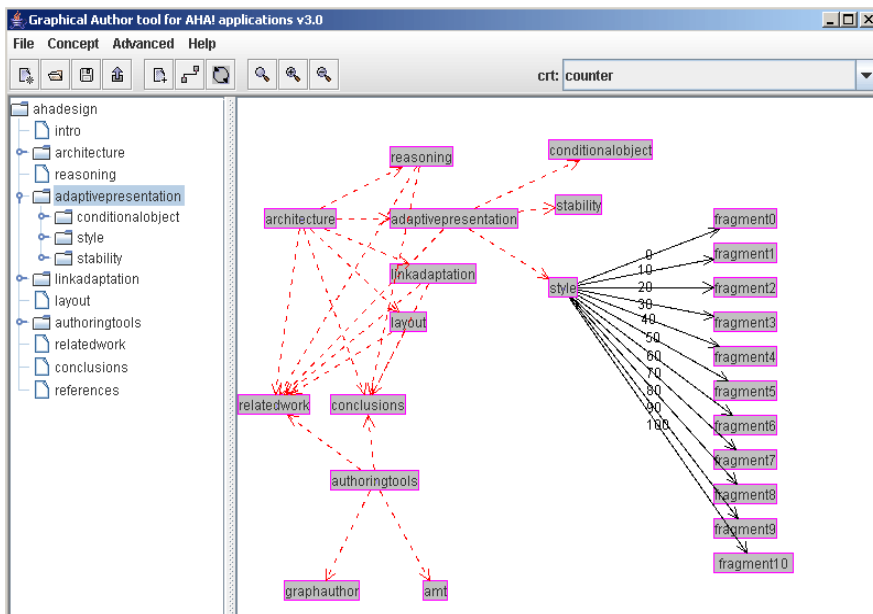 Graphical Author tool for AHA! applications v3.0
File Concept Advanced Help
crt: counter
ahadesign
intro
architecture
reasoning
adaptivepresentation
conditionalobject
style
stability
linkadaptation
layout
authoringtools
relatedwork
conclusions
references
reasoning
conditionalobject
architecture
adaptivepresentation
stability
linkadaptation
style
layout
relatedwork
conclusions
authoringtools
graphauthor
amt
0
10
20
30
40
50
60
70
80
90
100
fragment0
fragment1
fragment2
fragment3
fragment4
fragment5
fragment6
fragment7
fragment8
fragment9
fragment10